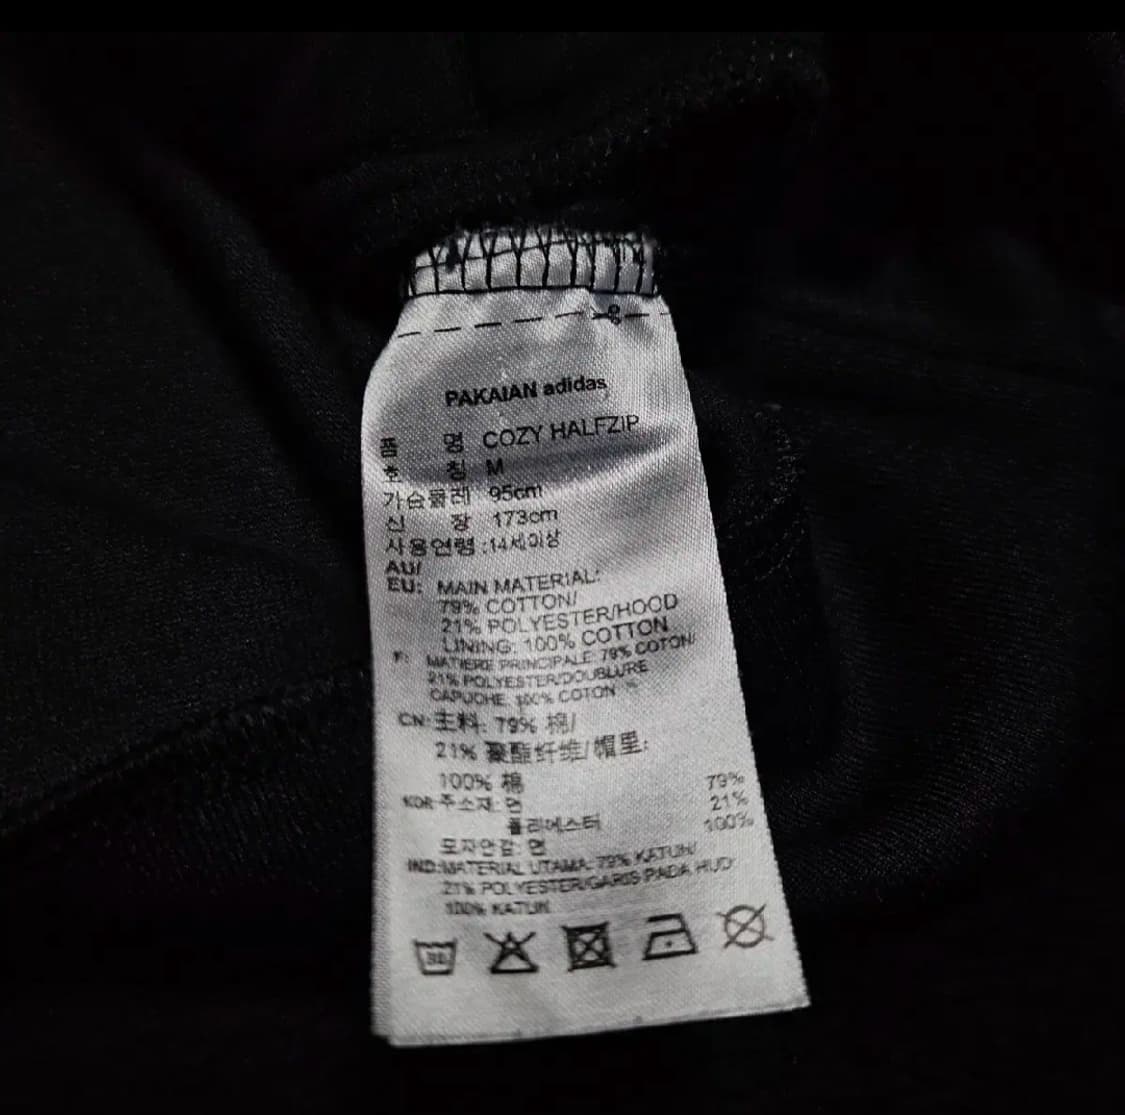 PAKAIAN adidas
품 명 COZY HALFZIP
호 칭 M
가슴둘레 95cm
신 장 173cm
사용연령 :14세이상
AU/
EU: MAIN MATERIAL:
79% COTTON/
21% POLYESTER/HOOD
LINING: 100% COTTON
F: MATIERE PRINCIPALE: 79% COTON/
21% POLYESTER/DOUBLURE
CAPUCHE: 100% COTON
CN: 主料: 79% 棉/
21% 聚酯纤维/帽里:
100% 棉
KOR: 주소재: 면 79%
폴리에스터 21%
모자안감: 면 100%
IND:MATERIAL UTAMA: 79% KATUN/
21% POLYESTER/GARIS PADA HUD:
100% KATUN
30